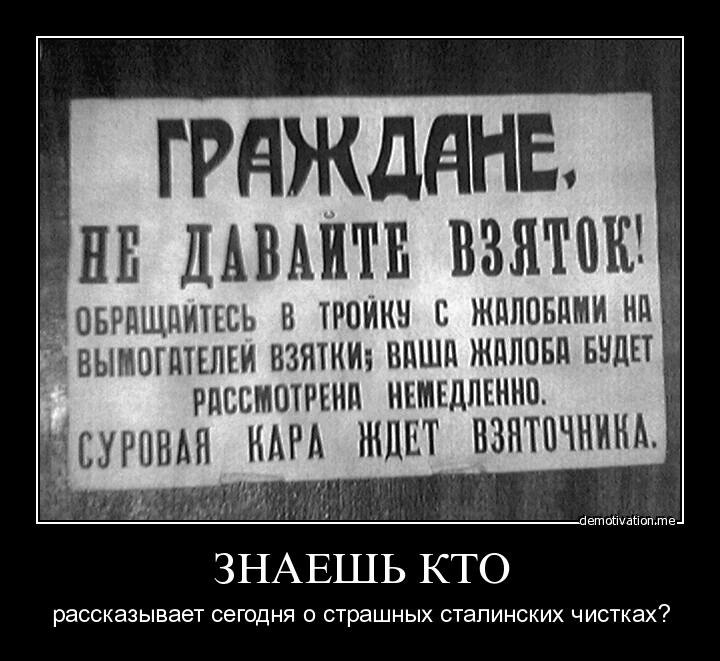 ГРАЖДАНЕ,
НЕ ДАВАЙТЕ ВЗЯТОК!
ОБРАЩАЙТЕСЬ В ТРОЙКУ С ЖАЛОБАМИ НА
ВЫМОГАТЕЛЕЙ ВЗЯТКИ; ВАША ЖАЛОБА БУДЕТ
РАССМОТРЕНА НЕМЕДЛЕННО.
СУРОВАЯ КАРА ЖДЕТ ВЗЯТОЧНИКА.
demotivation.me
ЗНАЕШЬ КТО
рассказывает сегодня о страшных сталинских чистках?